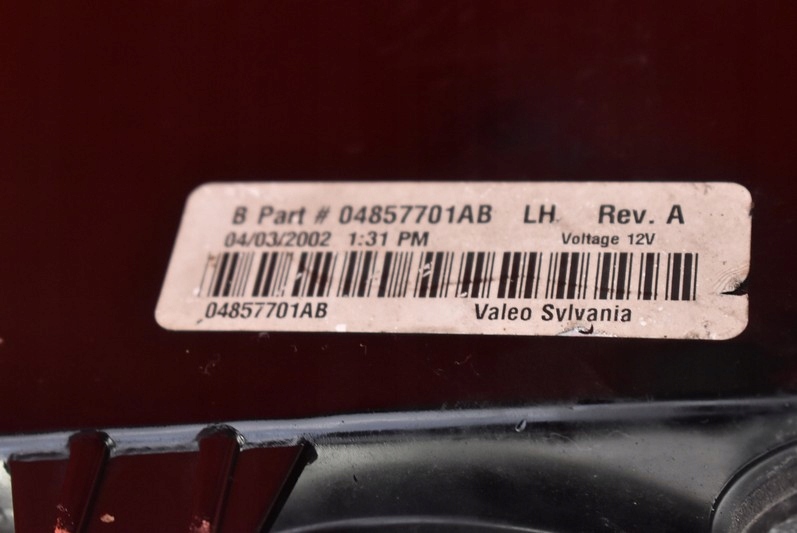 B Part # 04857701AB LH Rev. A
04/03/2002 1:31 PM Voltage 12V
04857701AB Valeo Sylvania